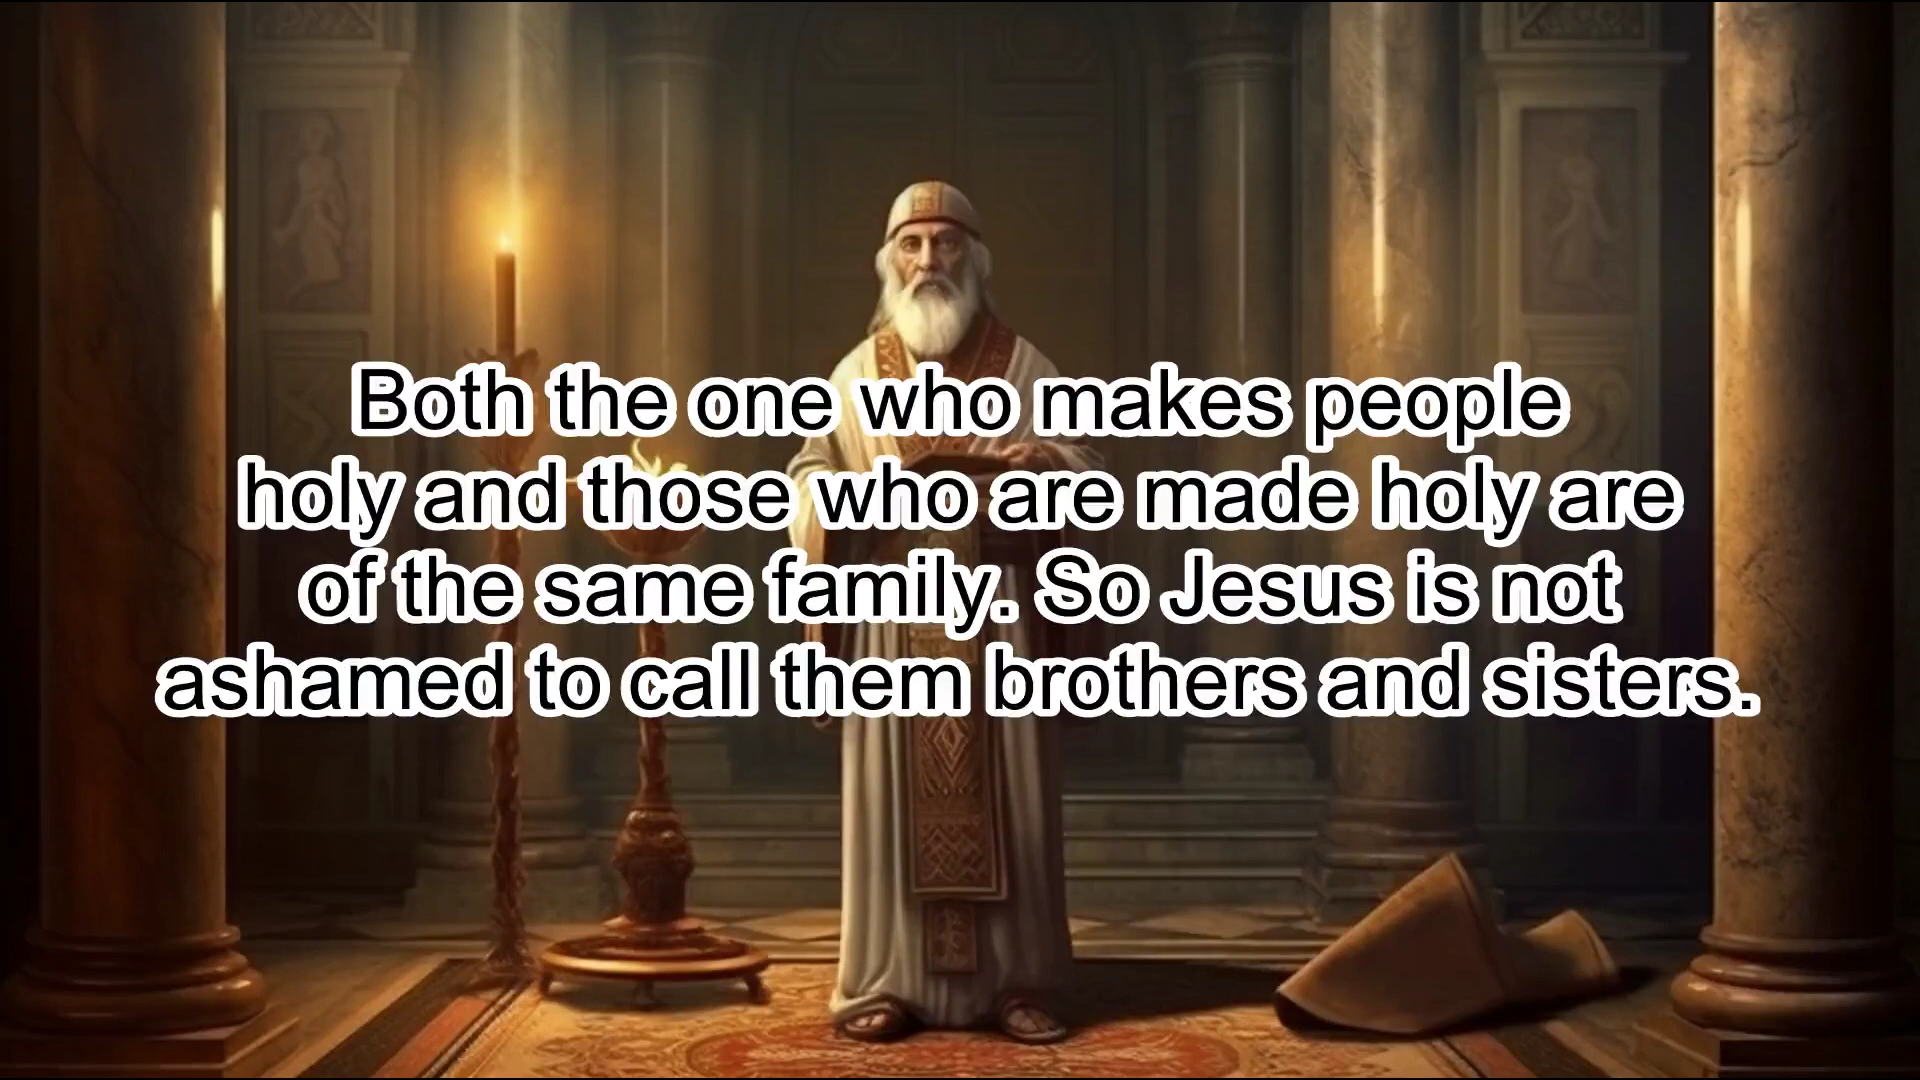 Both the one who makes people
holy and those who are made holy are
of the same family. So Jesus is not
ashamed to call them brothers and sisters.